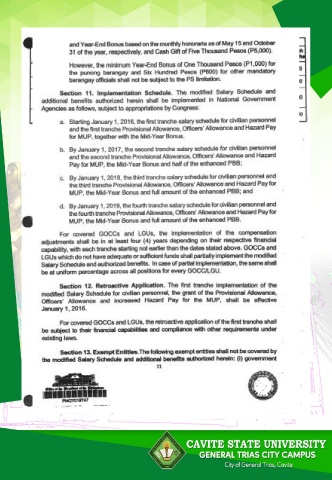 and Year-End Bonus based on the monthly honoraria as of May 15 and October
31 of the year, respectively, and Cash Gift of Five Thousand Pesos (P5,000).
However, the minimum Year-End Bonus of One Thousand Pesos (P1,000) for
the punong barangay and Six Hundred Pesos (P600) for other mandatory
barangay officials shall not be subject to the PS limitation.
Section 11. Implementation Schedule. The modified Salary Schedule and
additional benefits authorized herein shall be implemented in National Government
Agencies as follows, subject to appropriations by Congress:
a. Starting January 1, 2016, the first tranche salary schedule for civilian personnel
and the first tranche Provisional Allowance, Officers' Allowance and Hazard Pay
for MUP, together with the Mid-Year Bonus.
b. By January 1, 2017, the second tranche salary schedule for civilian personnel
and the second tranche Provisional Allowance, Officers' Allowance and Hazard
Pay for MUP, the Mid-Year Bonus and half of the enhanced PBB;
c. By January 1, 2018, the third tranche salary schedule for civilian personnel and
the third tranche Provisional Allowance, Officers' Allowance and Hazard Pay for
MUP, the Mid-Year Bonus and full amount of the enhanced PBB; and
d. By January 1, 2019, the fourth tranche salary schedule for civilian personnel and
the fourth tranche Provisional Allowance, Officers' Allowance and Hazard Pay for
MUP, the Mid-Year Bonus and full amount of the enhanced PBB.
For covered GOCCs and LGUs, the implementation of the compensation
adjustments shall be in at least four (4) years depending on their respective financial
capability, with each tranche starting not earlier than the dates stated above. GOCCs and
LGUs which do not have adequate or sufficient funds shall partially implement the modified
Salary Schedule and authorized benefits. In case of partial implementation, the same shall
be at uniform percentage across all positions for every GOCC/LGU.
Section 12. Retroactive Application. The first tranche implementation of the
modified Salary Schedule for civilian personnel, the grant of the Provisional Allowance,
Officers' Allowance and increased Hazard Pay for the MUP, shall be effective
January 1, 2016.
For covered GOCCs and LGUs, the retroactive application of the first tranche shall
be subject to their financial capabilities and compliance with other requirements under
existing laws.
Section 13. Exempt Entities. The following exempt entities shall not be covered by
the modified Salary Schedule and additional benefits authorized herein: (i) government
11
CAVITE STATE UNIVERSITY
GENERAL TRIAS CITY CAMPUS
City of General Trias, Cavite